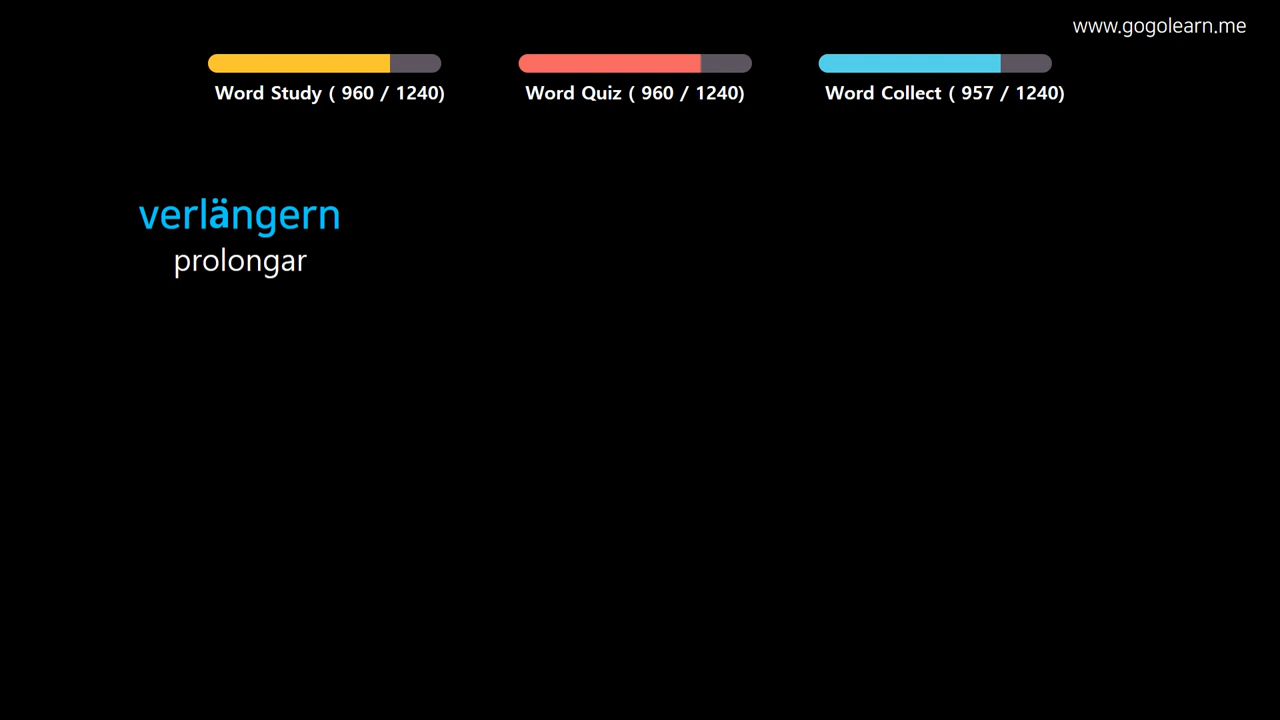 www.gogolearn.me
Word Study ( 960 / 1240)
Word Quiz ( 960 / 1240)
Word Collect ( 957 / 1240)
verlängern
prolongar